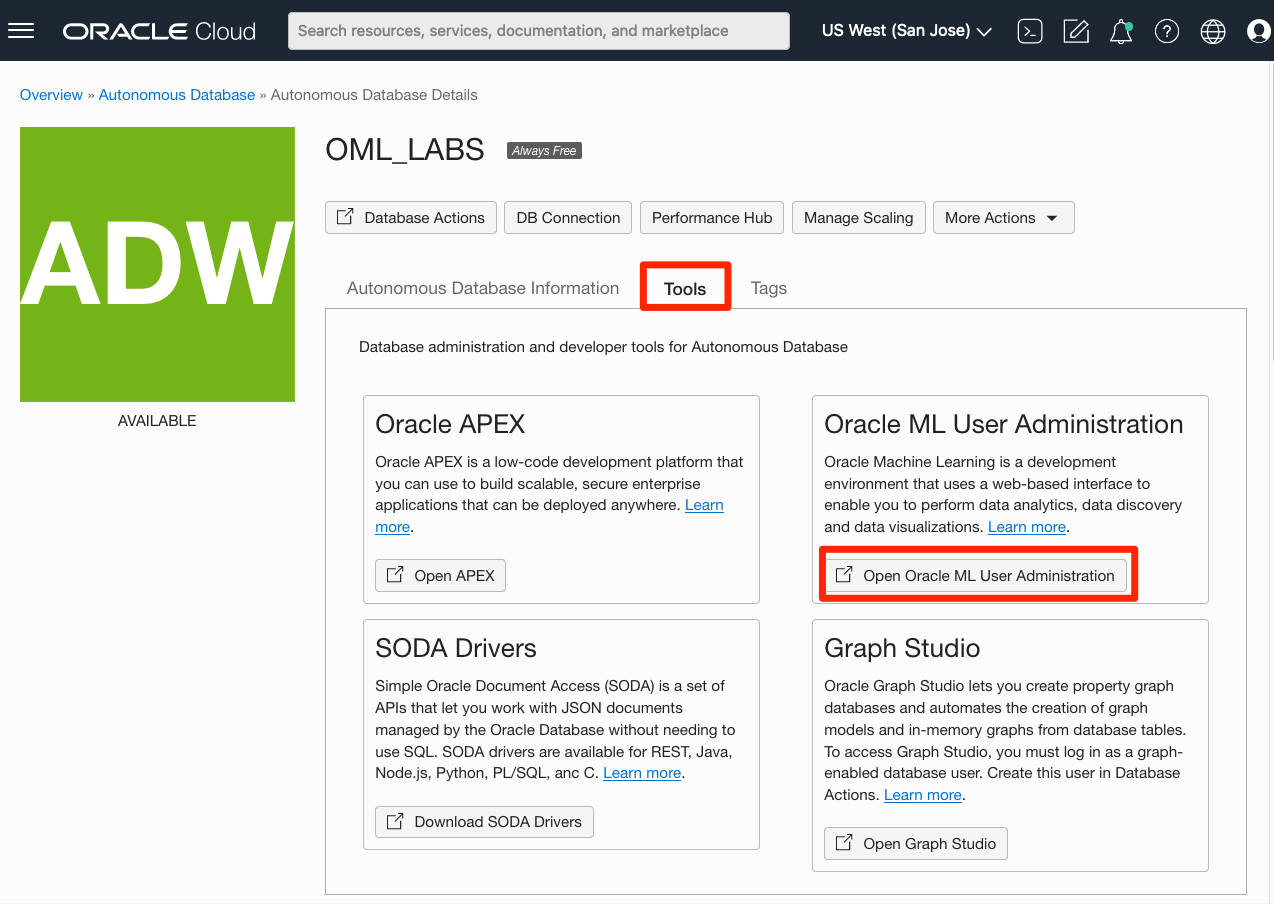 ORACLE Cloud
Search resources, services, documentation, and marketplace
US West (San Jose)
Overview » Autonomous Database » Autonomous Database Details
ADW
AVAILABLE
OML_LABS
Always Free
Database Actions
DB Connection
Performance Hub
Manage Scaling
More Actions
Autonomous Database Information
Tools
Tags
Database administration and developer tools for Autonomous Database
Oracle APEX
Oracle APEX is a low-code development platform that
you can use to build scalable, secure enterprise
applications that can be deployed anywhere. Learn
more.
Open APEX
Oracle ML User Administration
Oracle Machine Learning is a development
environment that uses a web-based interface to
enable you to perform data analytics, data discovery
and data visualizations. Learn more.
Open Oracle ML User Administration
SODA Drivers
Simple Oracle Document Access (SODA) is a set of
APIs that let you work with JSON documents
managed by the Oracle Database without needing to
use SQL. SODA drivers are available for REST, Java,
Node.js, Python, PL/SQL, anc C. Learn more.
Download SODA Drivers
Graph Studio
Oracle Graph Studio lets you create property graph
databases and automates the creation of graph
models and in-memory graphs from database tables.
To access Graph Studio, you must log in as a graph-
enabled database user. Create this user in Database
Actions. Learn more.
Open Graph Studio